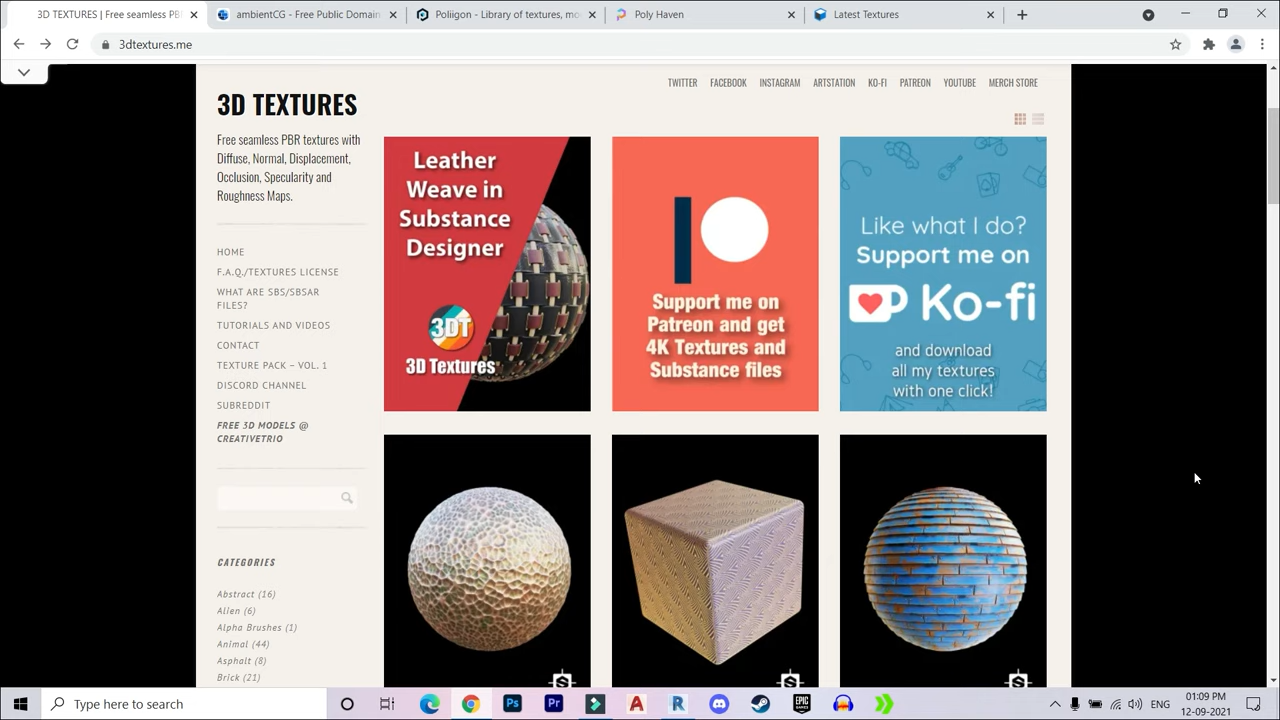 3D TEXTURES | Free seamless PB
ambientCG - Free Public Domain
Poliigon - Library of textures, mo
Poly Haven
Latest Textures
3dtextures.me
TWITTER
FACEBOOK
INSTAGRAM
ARTSTATION
KO-FI
PATREON
YOUTUBE
MERCH STORE
3D TEXTURES
Free seamless PBR textures with
Diffuse, Normal, Displacement,
Occlusion, Specularity and
Roughness Maps.
HOME
F.A.Q./TEXTURES LICENSE
WHAT ARE SBS/SBSAR
FILES?
TUTORIALS AND VIDEOS
CONTACT
TEXTURE PACK – VOL. 1
DISCORD CHANNEL
SUBREDDIT
FREE 3D MODELS @
CREATIVETRIO
CATEGORIES
Abstract (16)
Alien (6)
Alpha Brushes (1)
Animal (44)
Asphalt (8)
Brick (21)
Leather
Weave in
Substance
Designer
3DT
3D Textures
Support me on
Patreon and get
4K Textures and
Substance files
Like what I do?
Support me on
Ko-fi
and download
all my textures
with one click!
Type here to search
Ps
Pr
A
R
EPIC
GAMES
ENG
01:09 PM
12-09-2021